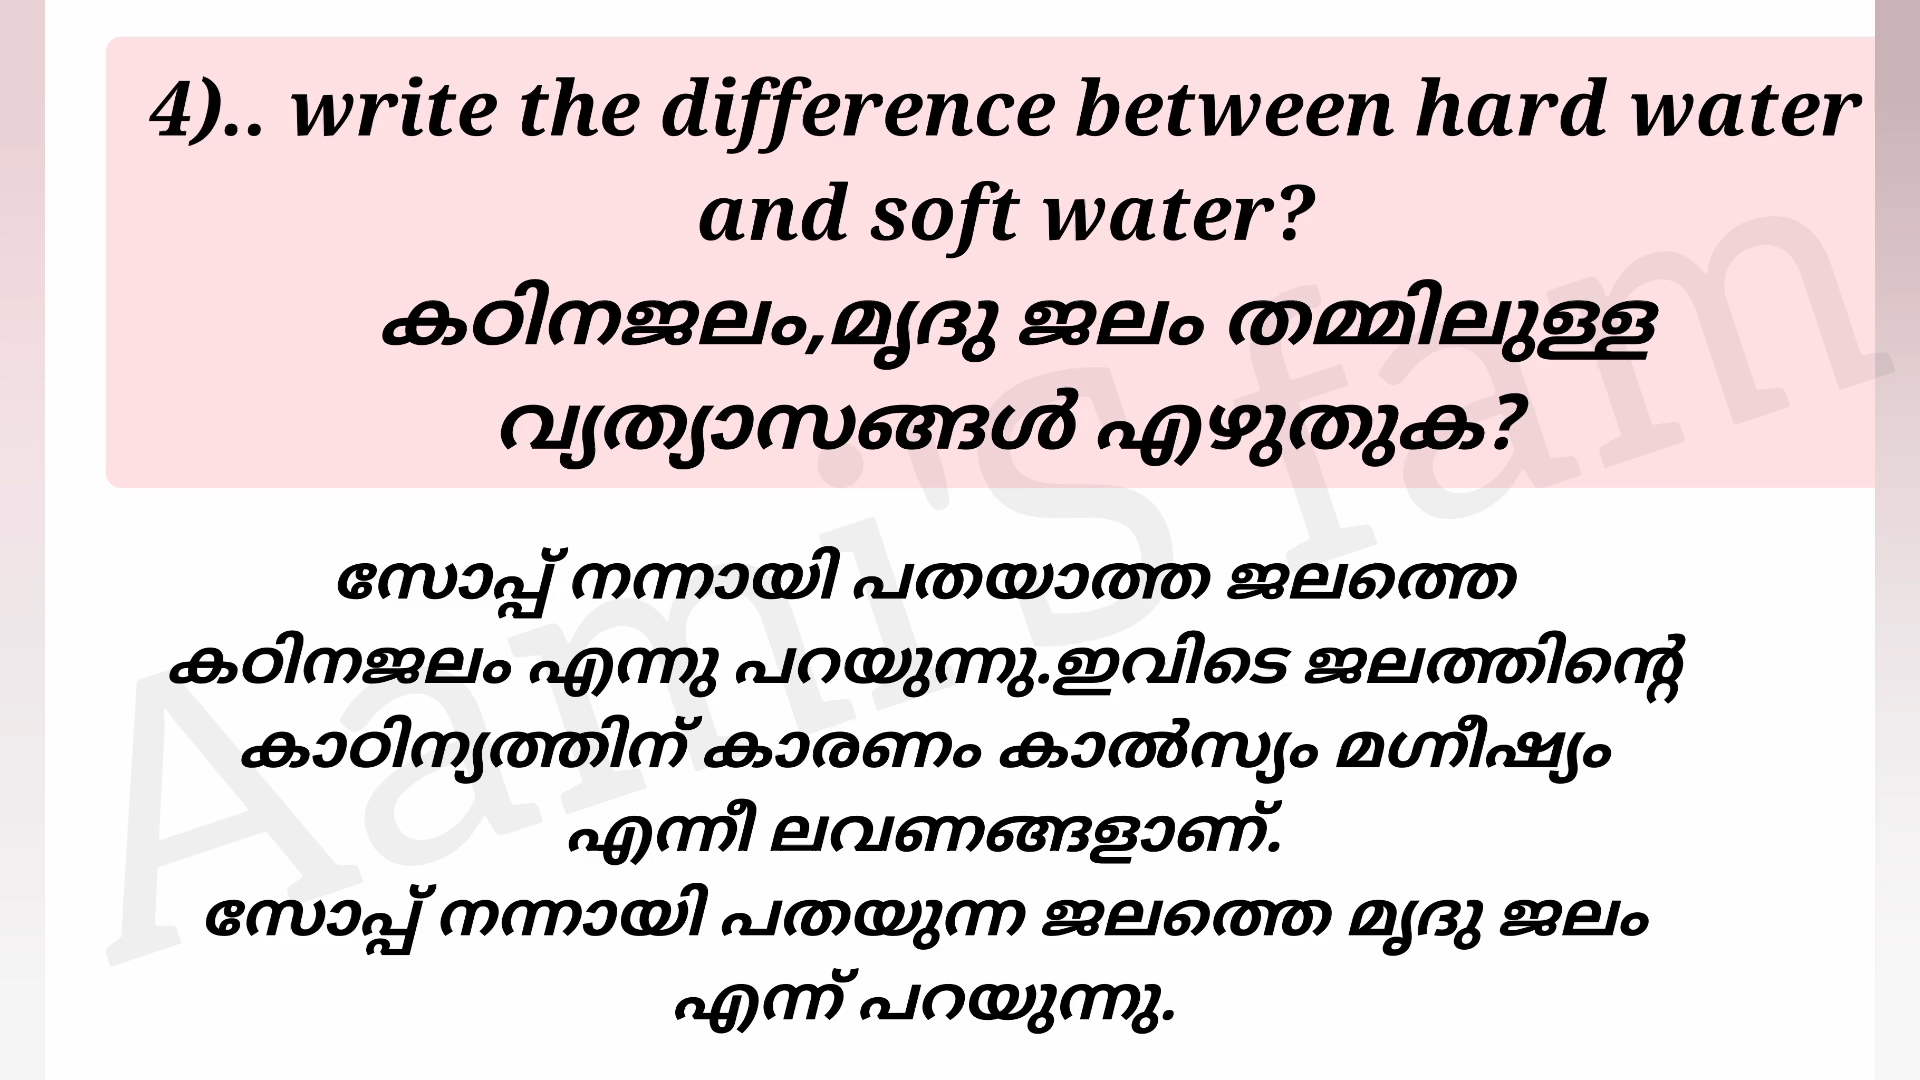 4).. write the difference between hard water
and soft water?
കഠിനജലം,മൃദു ജലം തമ്മിലുള്ള
വ്യത്യാസങ്ങൾ എഴുതുക?
സോപ്പ് നന്നായി പതയാത്ത ജലത്തെ
കഠിനജലം എന്നു പറയുന്നു.ഇവിടെ ജലത്തിന്റെ
കാഠിന്യത്തിന് കാരണം കാൽസ്യം മഗ്നീഷ്യം
എന്നീ ലവണങ്ങളാണ്.
സോപ്പ് നന്നായി പതയുന്ന ജലത്തെ മൃദു ജലം
എന്ന് പറയുന്നു.
Aami'S fam